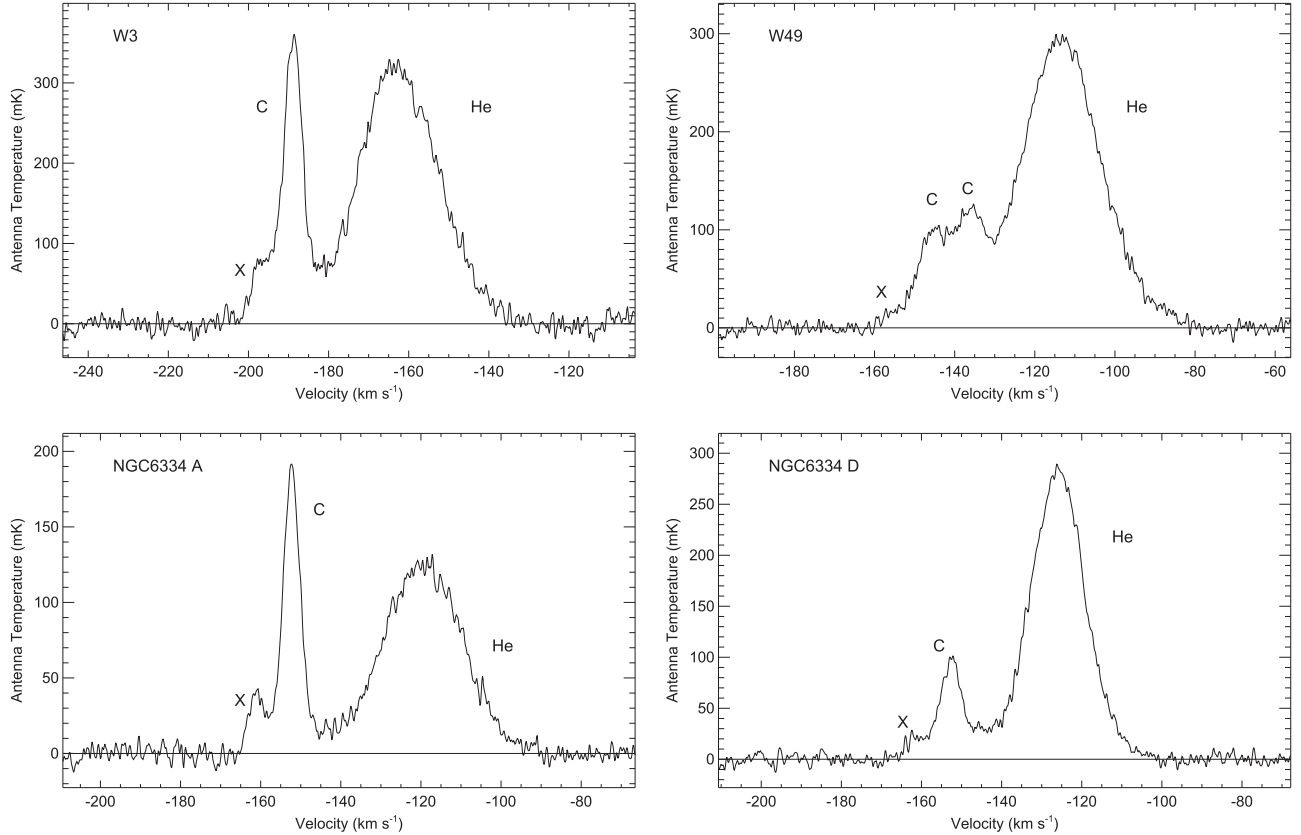 W3
C
He
X
Antenna Temperature (mK)
300
200
100
0
-240 -220 -200 -180 -160 -140 -120
Velocity (km s-1)
W49
C
C
He
X
Antenna Temperature (mK)
300
200
100
0
-180 -160 -140 -120 -100 -80 -60
Velocity (km s-1)
NGC6334 A
C
He
X
Antenna Temperature (mK)
200
150
100
50
0
-200 -180 -160 -140 -120 -100 -80
Velocity (km s-1)
NGC6334 D
C
He
X
Antenna Temperature (mK)
300
250
200
150
100
50
0
-200 -180 -160 -140 -120 -100 -80
Velocity (km s-1)